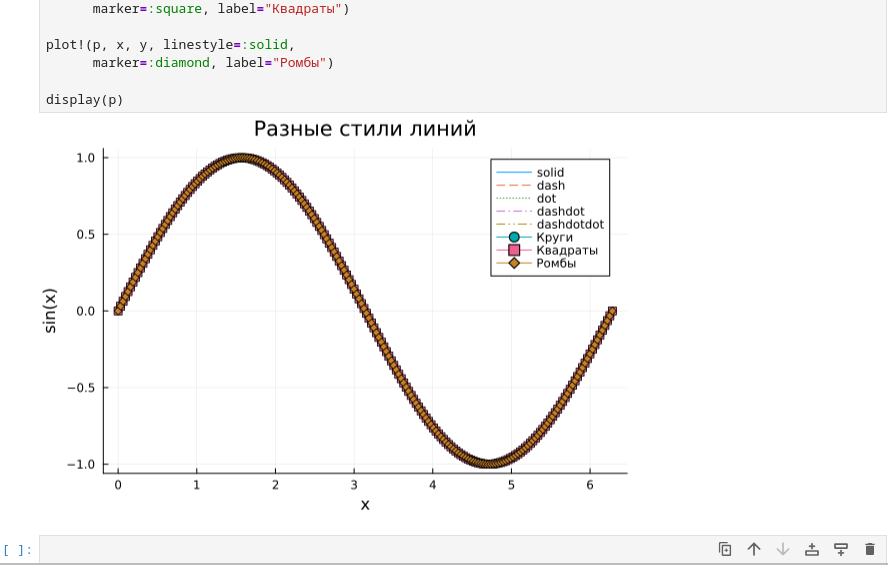 marker=:square, label="Квадраты")
plot!(p, x, y, linestyle=:solid,
marker=:diamond, label="Ромбы")
display(p)
Разные стили линий
1.0
0.5
0.0
−0.5
−1.0
sin(x)
solid
dash
dot
dashdot
dashdotdot
Круги
Квадраты
Ромбы
0 1 2 3 4 5 6
x
[ ]: